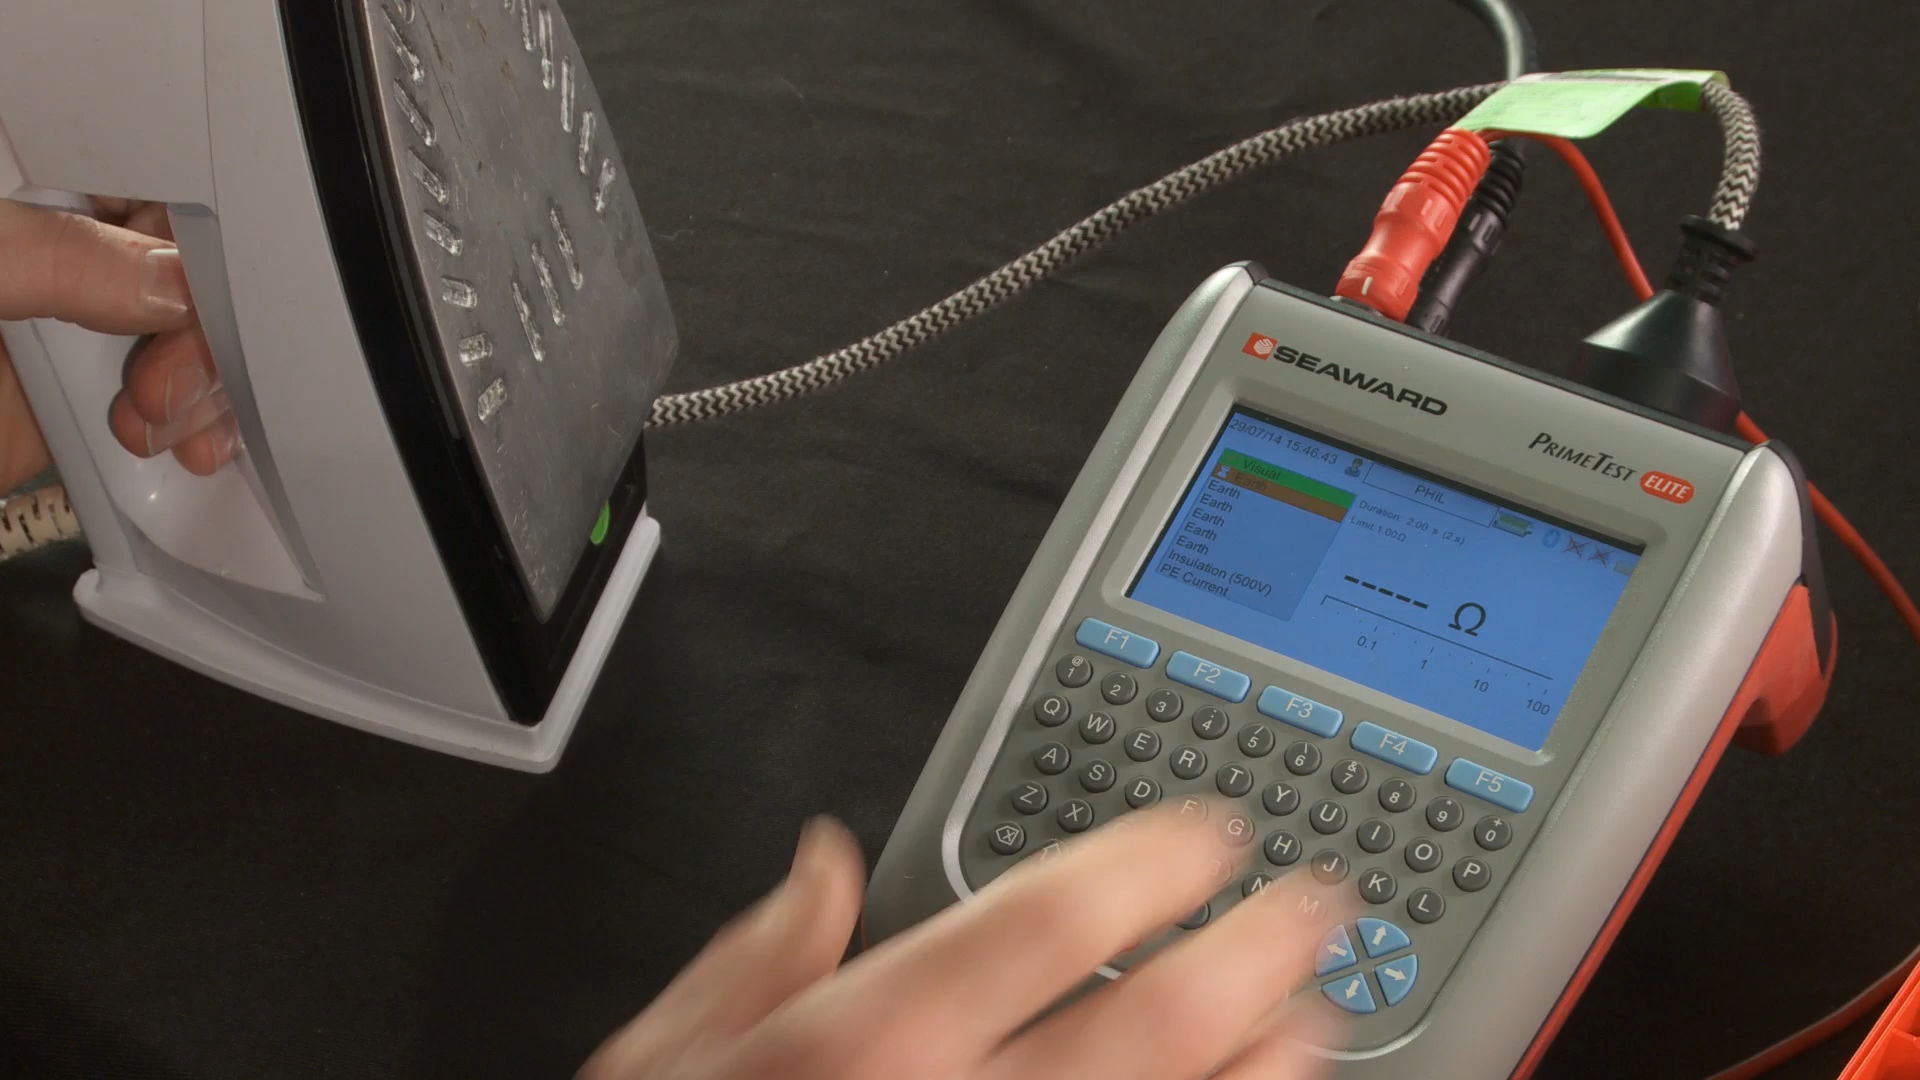 SEAWARD
PRIMETEST ELITE
29/07/14 15.46.43
PHIL
Visual
Earth
Earth
Earth
Earth
Earth
Earth
Insulation (500V)
PE Current
Duration: 2.00 s (2 s)
Limit 1.00Ω
---- Ω
0.1 1 10 100
F1 F2 F3 F4 F5
@ 1 2 3 4 / 5 6 & 7 8 * 9 + 0
Q W E R T Y U I O P
A S D F G H J K L
Z X N M